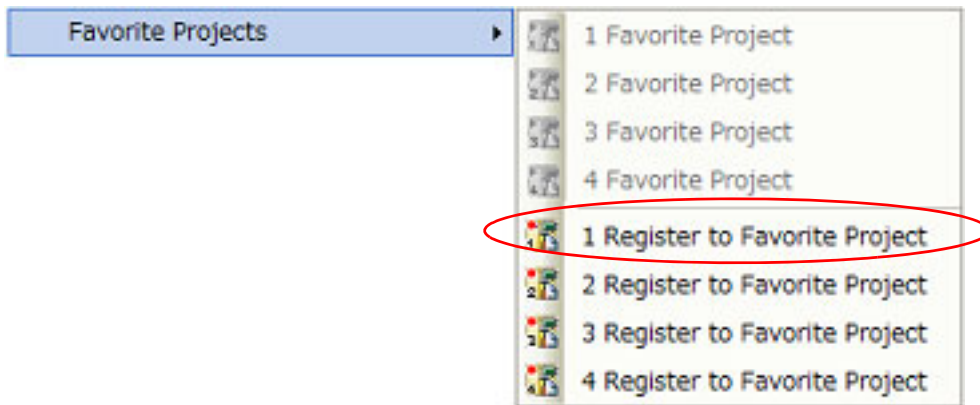 Favorite Projects
1 Favorite Project
2 Favorite Project
3 Favorite Project
4 Favorite Project
1 Register to Favorite Project
2 Register to Favorite Project
3 Register to Favorite Project
4 Register to Favorite Project